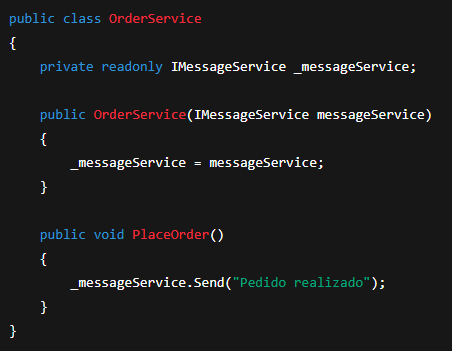 public class OrderService
{
    private readonly IMessageService _messageService;
    public OrderService(IMessageService messageService)
    {
        _messageService = messageService;
    }
    public void PlaceOrder()
    {
        _messageService.Send("Pedido realizado");
    }
}